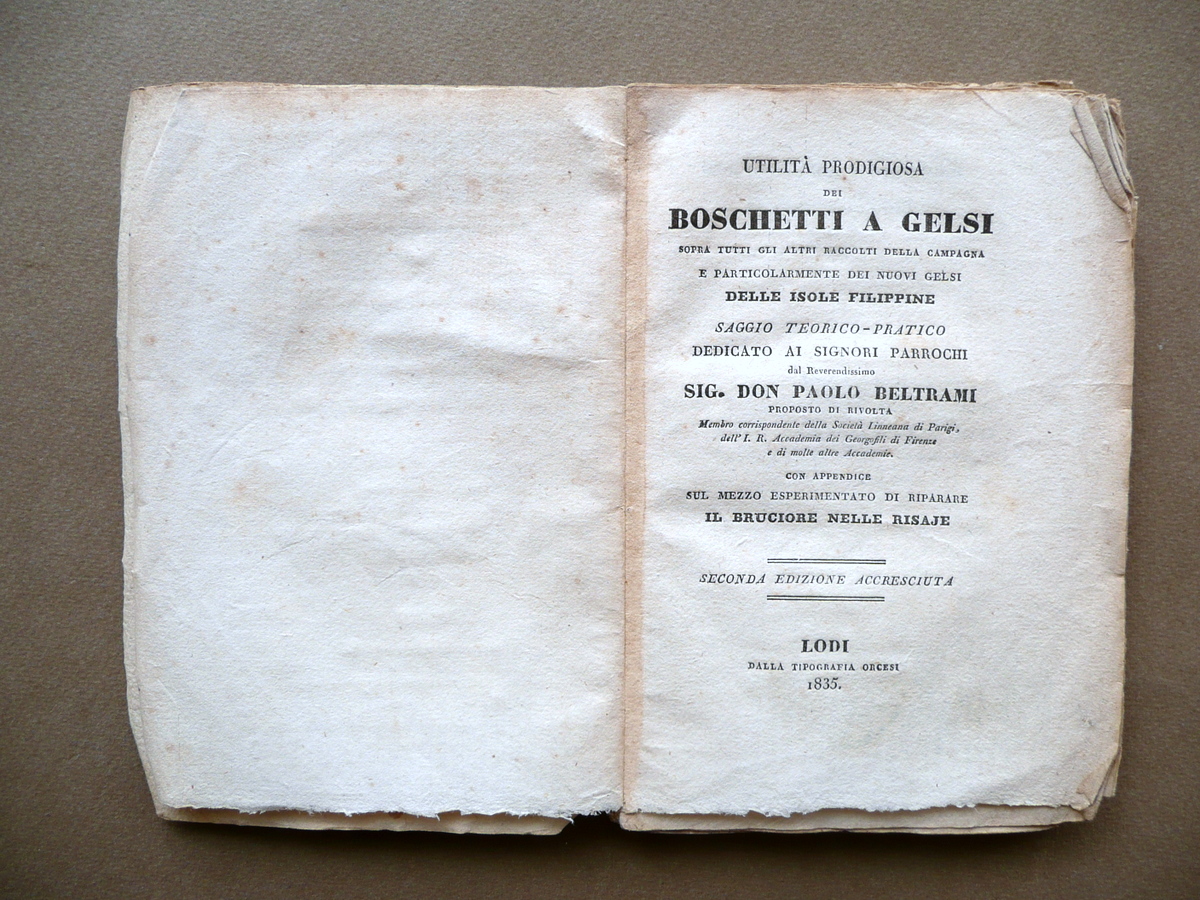 UTILITÀ PRODIGIOSA
DEI
BOSCHETTI A GELSI
SOPRA TUTTI GLI ALTRI RACCOLTI DELLA CAMPAGNA
E PARTICOLARMENTE DEI NUOVI GELSI
DELLE ISOLE FILIPPINE
SAGGIO TEORICO-PRATICO
DEDICATO AI SIGNORI PARROCHI
dal Reverendissimo
SIG. DON PAOLO BELTRAMI
PROPOSTO DI RIVOLTA
Membro corrispondente della Società Linneana di Parigi,
dell' I. R. Accademia dei Georgofili di Firenze
e di molte altre Accademie.
CON APPENDICE
SUL MEZZO ESPERIMENTATO DI RIPARARE
IL BRUCIORE NELLE RISAJE
SECONDA EDIZIONE ACCRESCIUTA
LODI
DALLA TIPOGRAFIA ORCESI
1835.